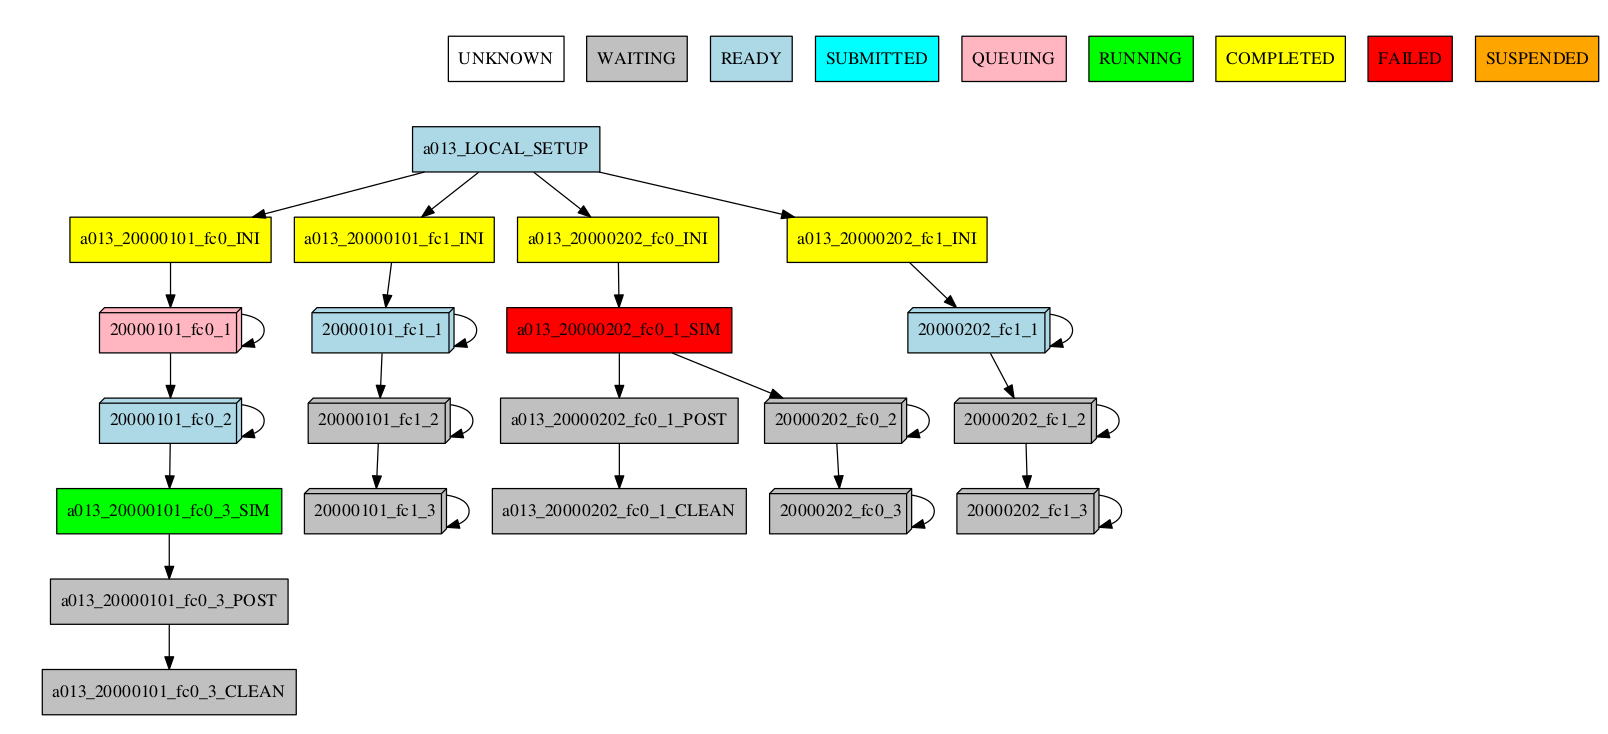 UNKNOWN WAITING READY SUBMITTED QUEUING RUNNING COMPLETED FAILED SUSPENDED
a013_LOCAL_SETUP
a013_20000101_fc0_INI a013_20000101_fc1_INI a013_20000202_fc0_INI a013_20000202_fc1_INI
20000101_fc0_1 20000101_fc1_1 a013_20000202_fc0_1_SIM 20000202_fc1_1
20000101_fc0_2 20000101_fc1_2 a013_20000202_fc0_1_POST 20000202_fc0_2 20000202_fc1_2
a013_20000101_fc0_3_SIM 20000101_fc1_3 a013_20000202_fc0_1_CLEAN 20000202_fc0_3 20000202_fc1_3
a013_20000101_fc0_3_POST
a013_20000101_fc0_3_CLEAN